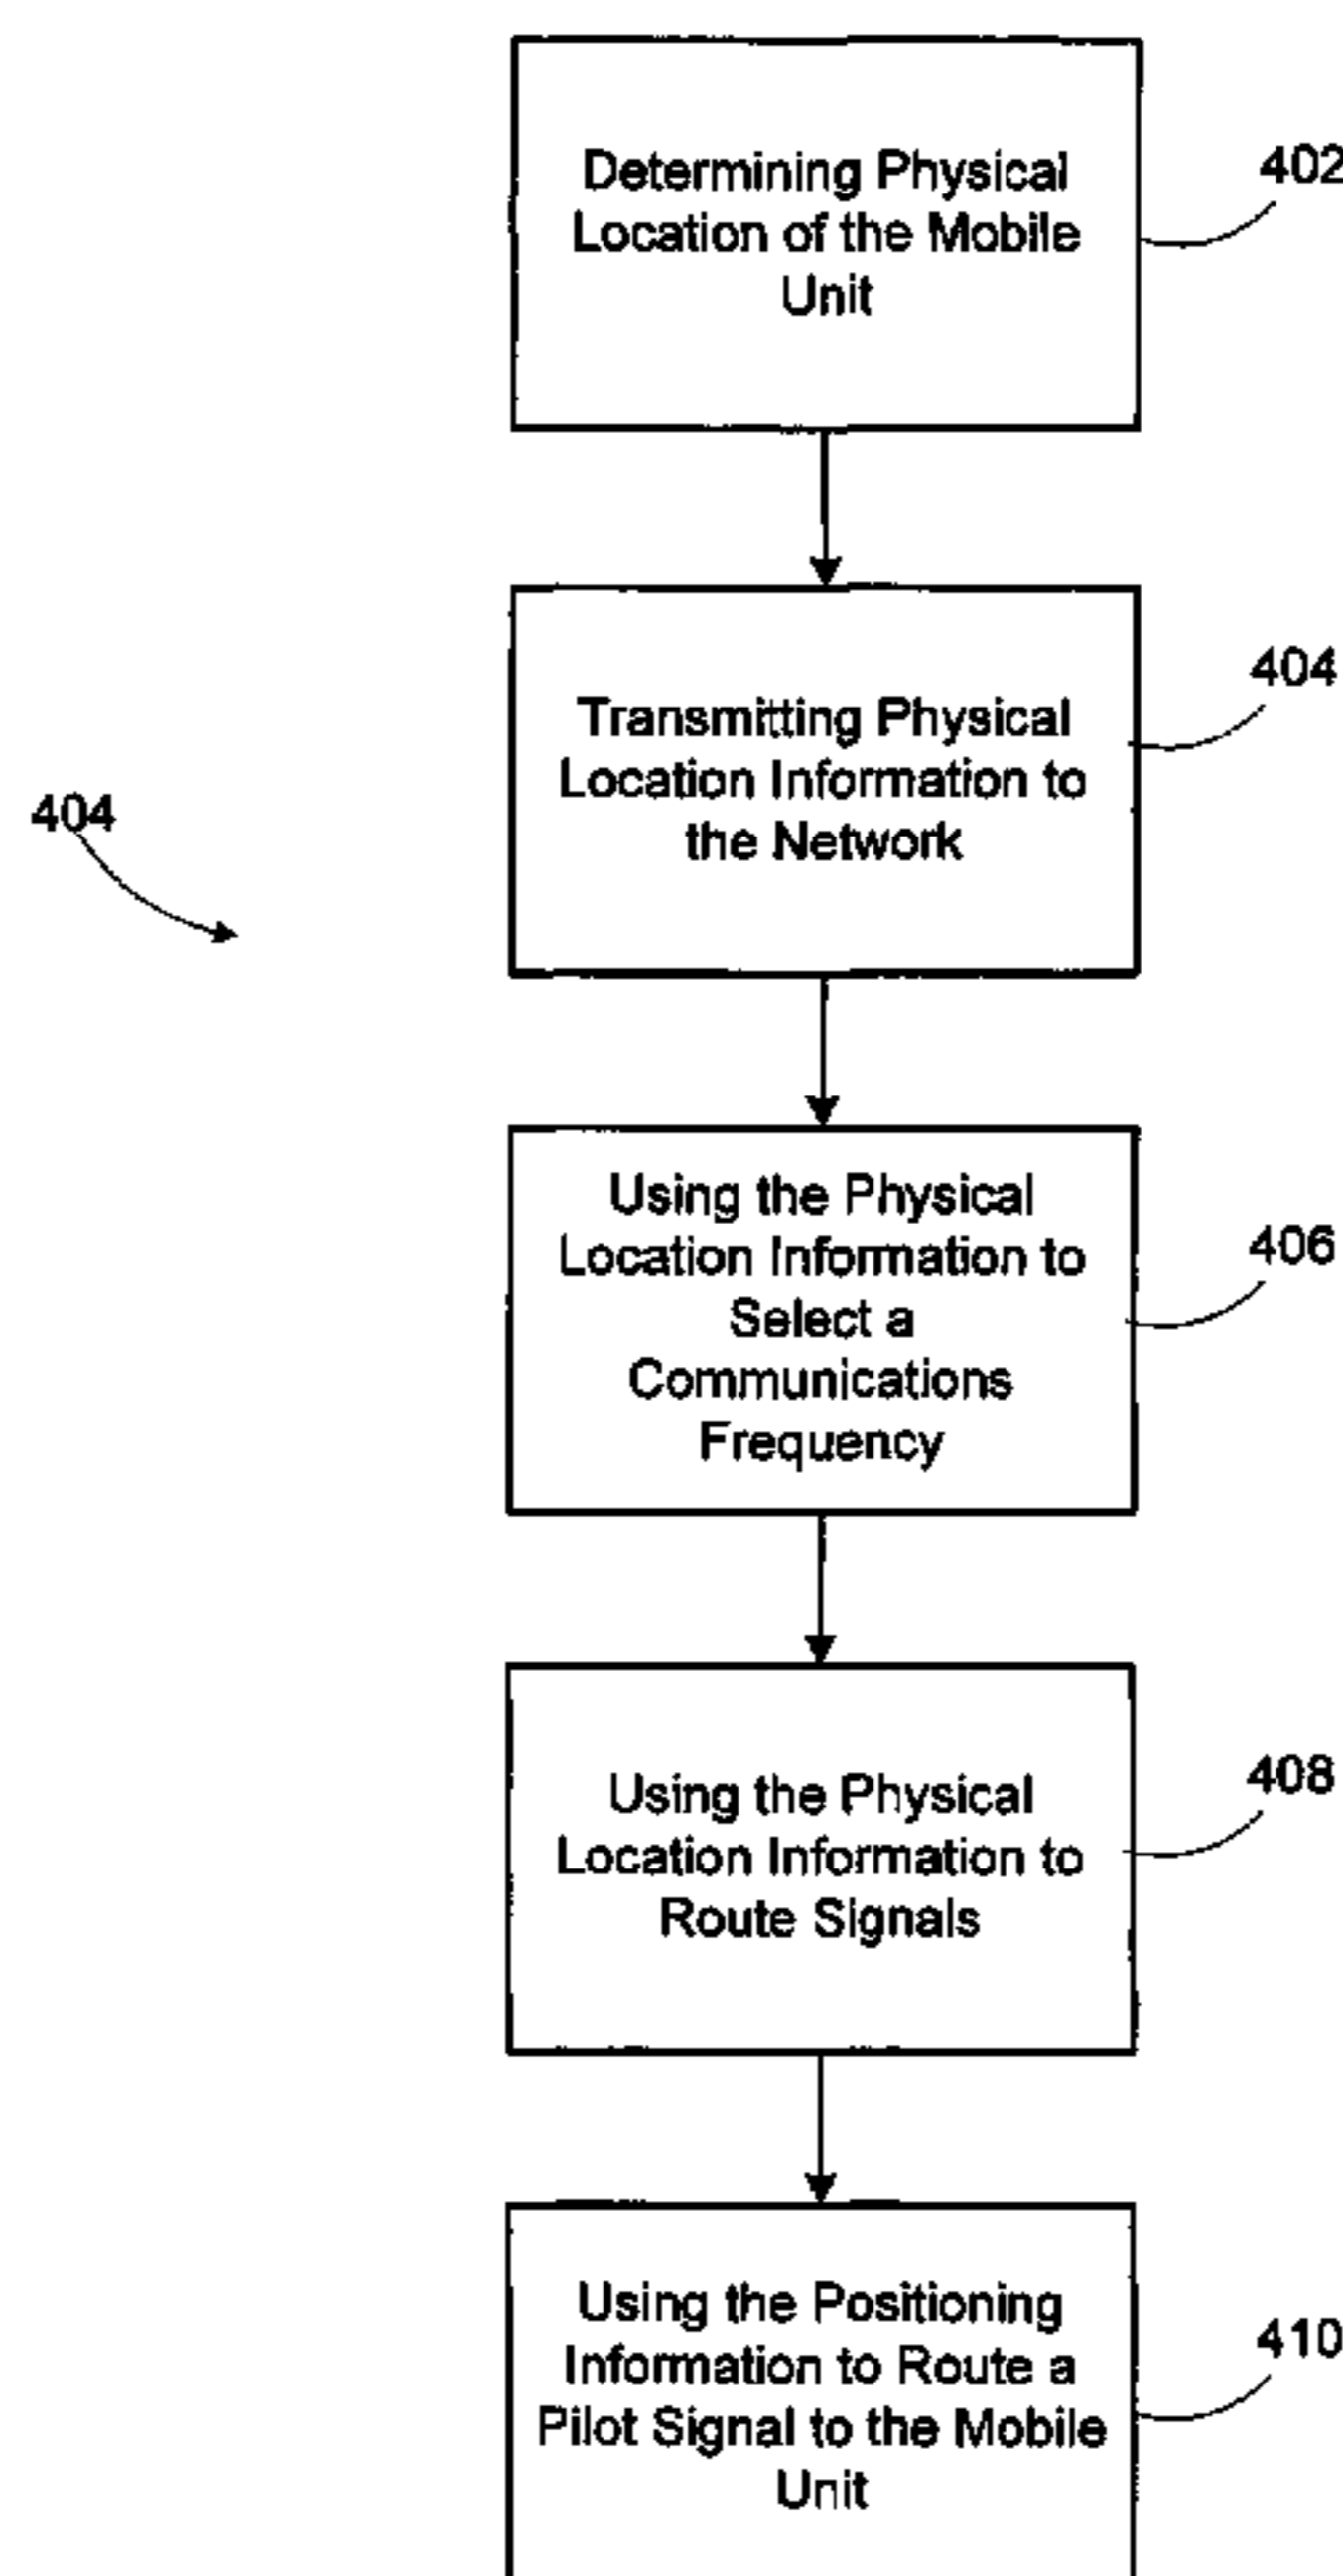 Determining Physical
Location of the Mobile
Unit
402
Transmitting Physical
Location Information to
the Network
404
404
Using the Physical
Location Information to
Select a
Communications
Frequency
406
Using the Physical
Location Information to
Route Signals
408
Using the Positioning
Information to Route a
Pilot Signal to the Mobile
Unit
410